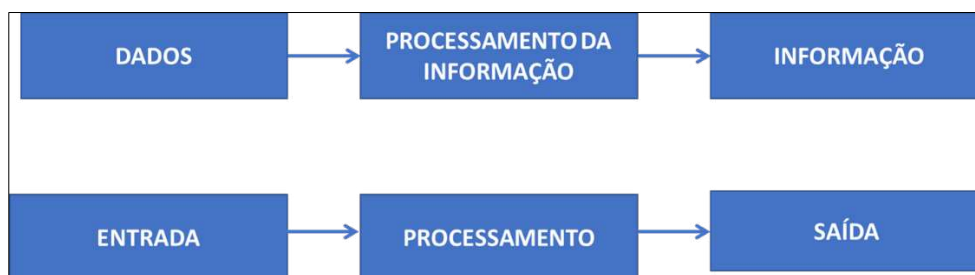 DADOS
PROCESSAMENTO DA
INFORMAÇÃO
INFORMAÇÃO
ENTRADA
PROCESSAMENTO
SAÍDA